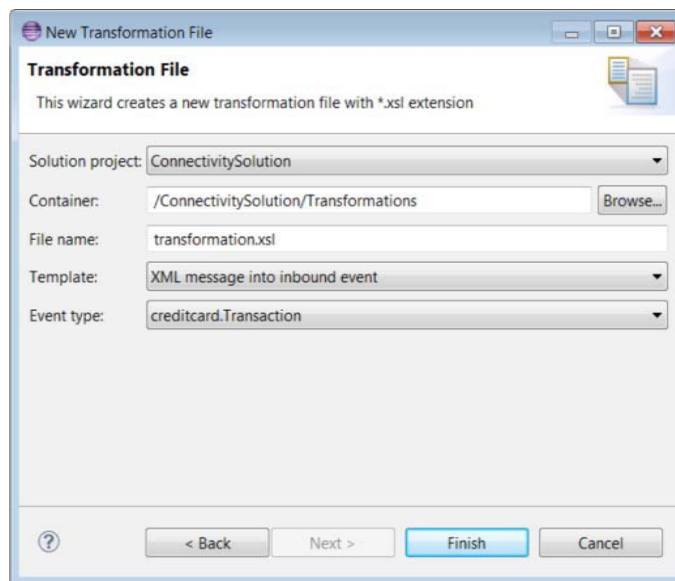 New Transformation File
Transformation File
This wizard creates a new transformation file with *.xsl extension
Solution project: ConnectivitySolution
Container: /ConnectivitySolution/Transformations Browse...
File name: transformation.xsl
Template: XML message into inbound event
Event type: creditcard.Transaction
? < Back Next > Finish Cancel